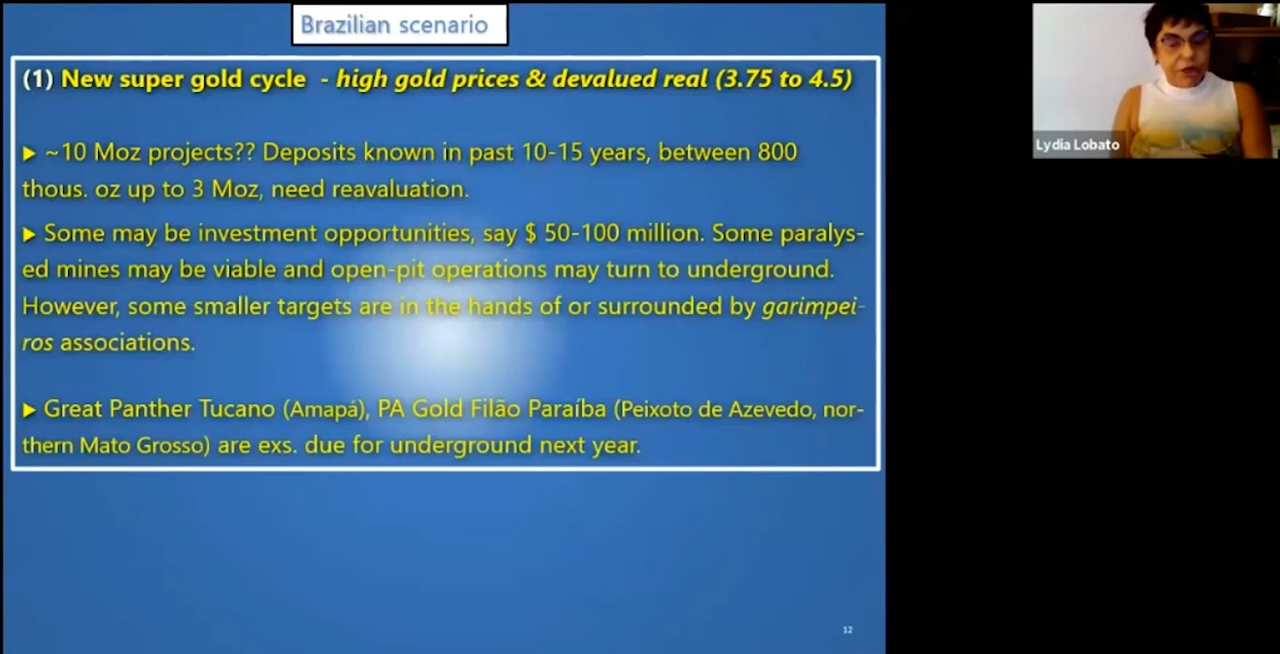 Brazilian scenario
(1) New super gold cycle - high gold prices & devalued real (3.75 to 4.5)
► ~10 Moz projects?? Deposits known in past 10-15 years, between 800
thous. oz up to 3 Moz, need reavaluation.
► Some may be investment opportunities, say $ 50-100 million. Some paralys-
ed mines may be viable and open-pit operations may turn to underground.
However, some smaller targets are in the hands of or surrounded by garimpei-
ros associations.
► Great Panther Tucano (Amapá), PA Gold Filão Paraíba (Peixoto de Azevedo, nor-
thern Mato Grosso) are exs. due for underground next year.
12
Lydia Lobato